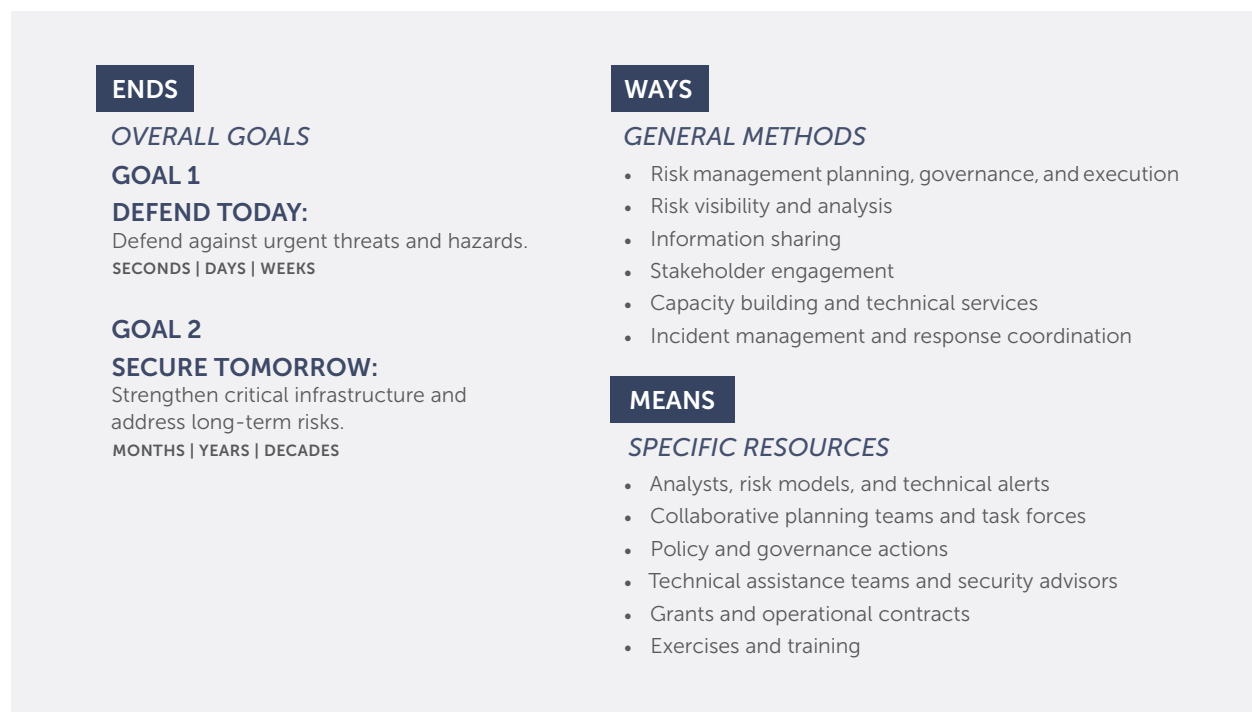 ENDS
OVERALL GOALS
GOAL 1
DEFEND TODAY:
Defend against urgent threats and hazards.
SECONDS | DAYS | WEEKS
GOAL 2
SECURE TOMORROW:
Strengthen critical infrastructure and
address long-term risks.
MONTHS | YEARS | DECADES
WAYS
GENERAL METHODS
• Risk management planning, governance, and execution
• Risk visibility and analysis
• Information sharing
• Stakeholder engagement
• Capacity building and technical services
• Incident management and response coordination
MEANS
SPECIFIC RESOURCES
• Analysts, risk models, and technical alerts
• Collaborative planning teams and task forces
• Policy and governance actions
• Technical assistance teams and security advisors
• Grants and operational contracts
• Exercises and training